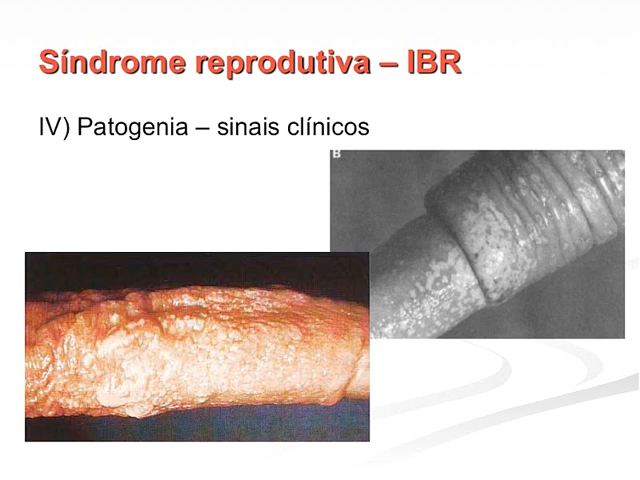 Síndrome reprodutiva – IBR
IV) Patogenia – sinais clínicos
B